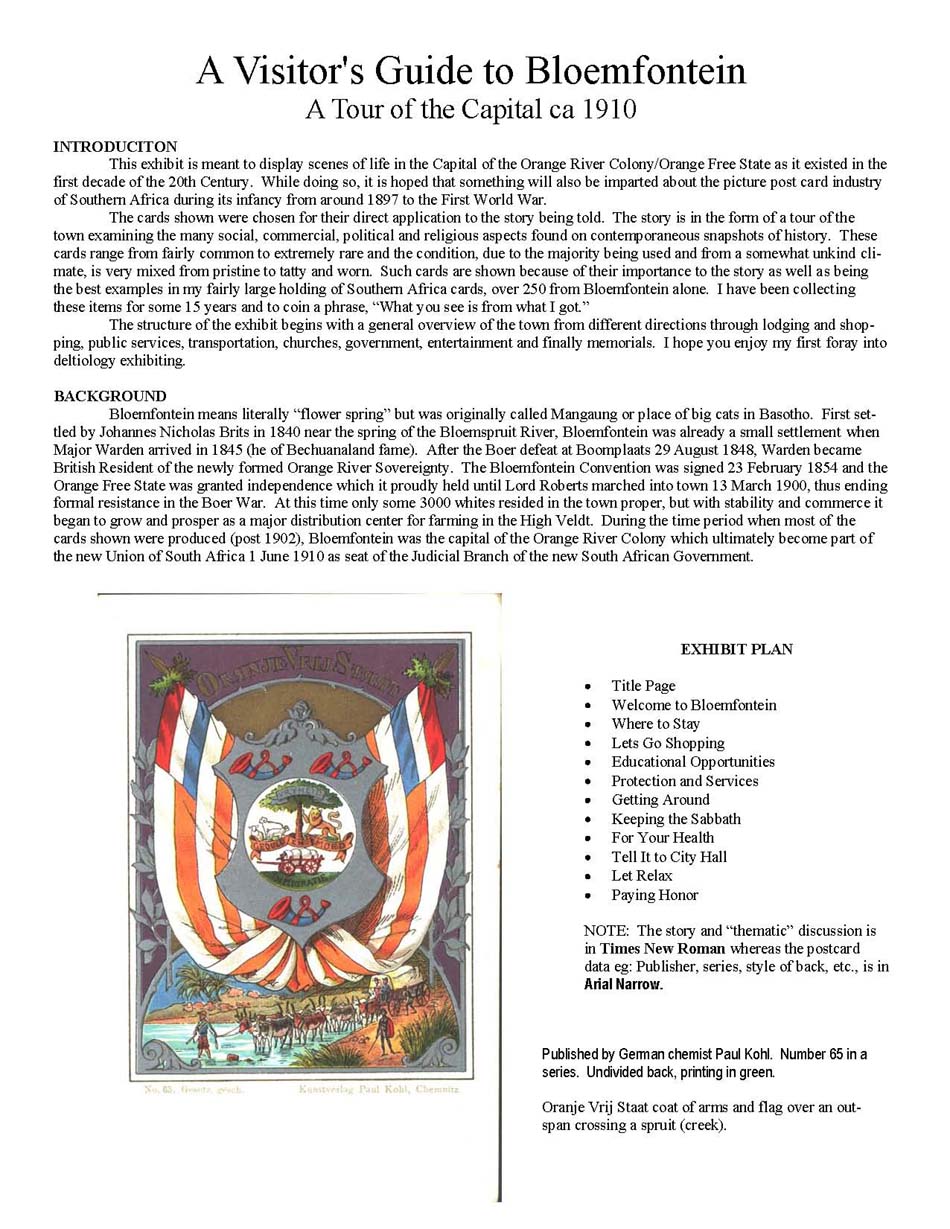 A Visitor's Guide to Bloemfontein
A Tour of the Capital ca 1910
INTRODUCITON
This exhibit is meant to display scenes of life in the Capital of the Orange River Colony/Orange Free State as it existed in the
first decade of the 20th Century.  While doing so, it is hoped that something will also be imparted about the picture post card industry
of Southern Africa during its infancy from around 1897 to the First World War.
The cards shown were chosen for their direct application to the story being told.  The story is in the form of a tour of the
town examining the many social, commercial, political and religious aspects found on contemporaneous snapshots of history.  These
cards range from fairly common to extremely rare and the condition, due to the majority being used and from a somewhat unkind cli-
mate, is very mixed from pristine to tatty and worn.  Such cards are shown because of their importance to the story as well as being
the best examples in my fairly large holding of Southern Africa cards, over 250 from Bloemfontein alone.  I have been collecting
these items for some 15 years and to coin a phrase, “What you see is from what I got.”
The structure of the exhibit begins with a general overview of the town from different directions through lodging and shop-
ping, public services, transportation, churches, government, entertainment and finally memorials.  I hope you enjoy my first foray into
deltiology exhibiting.
BACKGROUND
Bloemfontein means literally “flower spring” but was originally called Mangaung or place of big cats in Basotho.  First set-
tled by Johannes Nicholas Brits in 1840 near the spring of the Bloemspruit River, Bloemfontein was already a small settlement when
Major Warden arrived in 1845 (he of Bechuanaland fame).  After the Boer defeat at Boomplaats 29 August 1848, Warden became
British Resident of the newly formed Orange River Sovereignty.  The Bloemfontein Convention was signed 23 February 1854 and the
Orange Free State was granted independence which it proudly held until Lord Roberts marched into town 13 March 1900, thus ending
formal resistance in the Boer War.  At this time only some 3000 whites resided in the town proper, but with stability and commerce it
began to grow and prosper as a major distribution center for farming in the High Veldt.  During the time period when most of the
cards shown were produced (post 1902), Bloemfontein was the capital of the Orange River Colony which ultimately become part of
the new Union of South Africa 1 June 1910 as seat of the Judicial Branch of the new South African Government.
ORANJE VRIJ STAAT
No. 65. Gesetz. gesch.
Kunstverlag Paul Kohl, Chemnitz.
EXHIBIT PLAN
• Title Page
• Welcome to Bloemfontein
• Where to Stay
• Lets Go Shopping
• Educational Opportunities
• Protection and Services
• Getting Around
• Keeping the Sabbath
• For Your Health
• Tell It to City Hall
• Let Relax
• Paying Honor
NOTE:  The story and “thematic” discussion is
in Times New Roman whereas the postcard
data eg: Publisher, series, style of back, etc., is in
Arial Narrow.
Published by German chemist Paul Kohl.  Number 65 in a
series.  Undivided back, printing in green.
Oranje Vrij Staat coat of arms and flag over an out-
span crossing a spruit (creek).